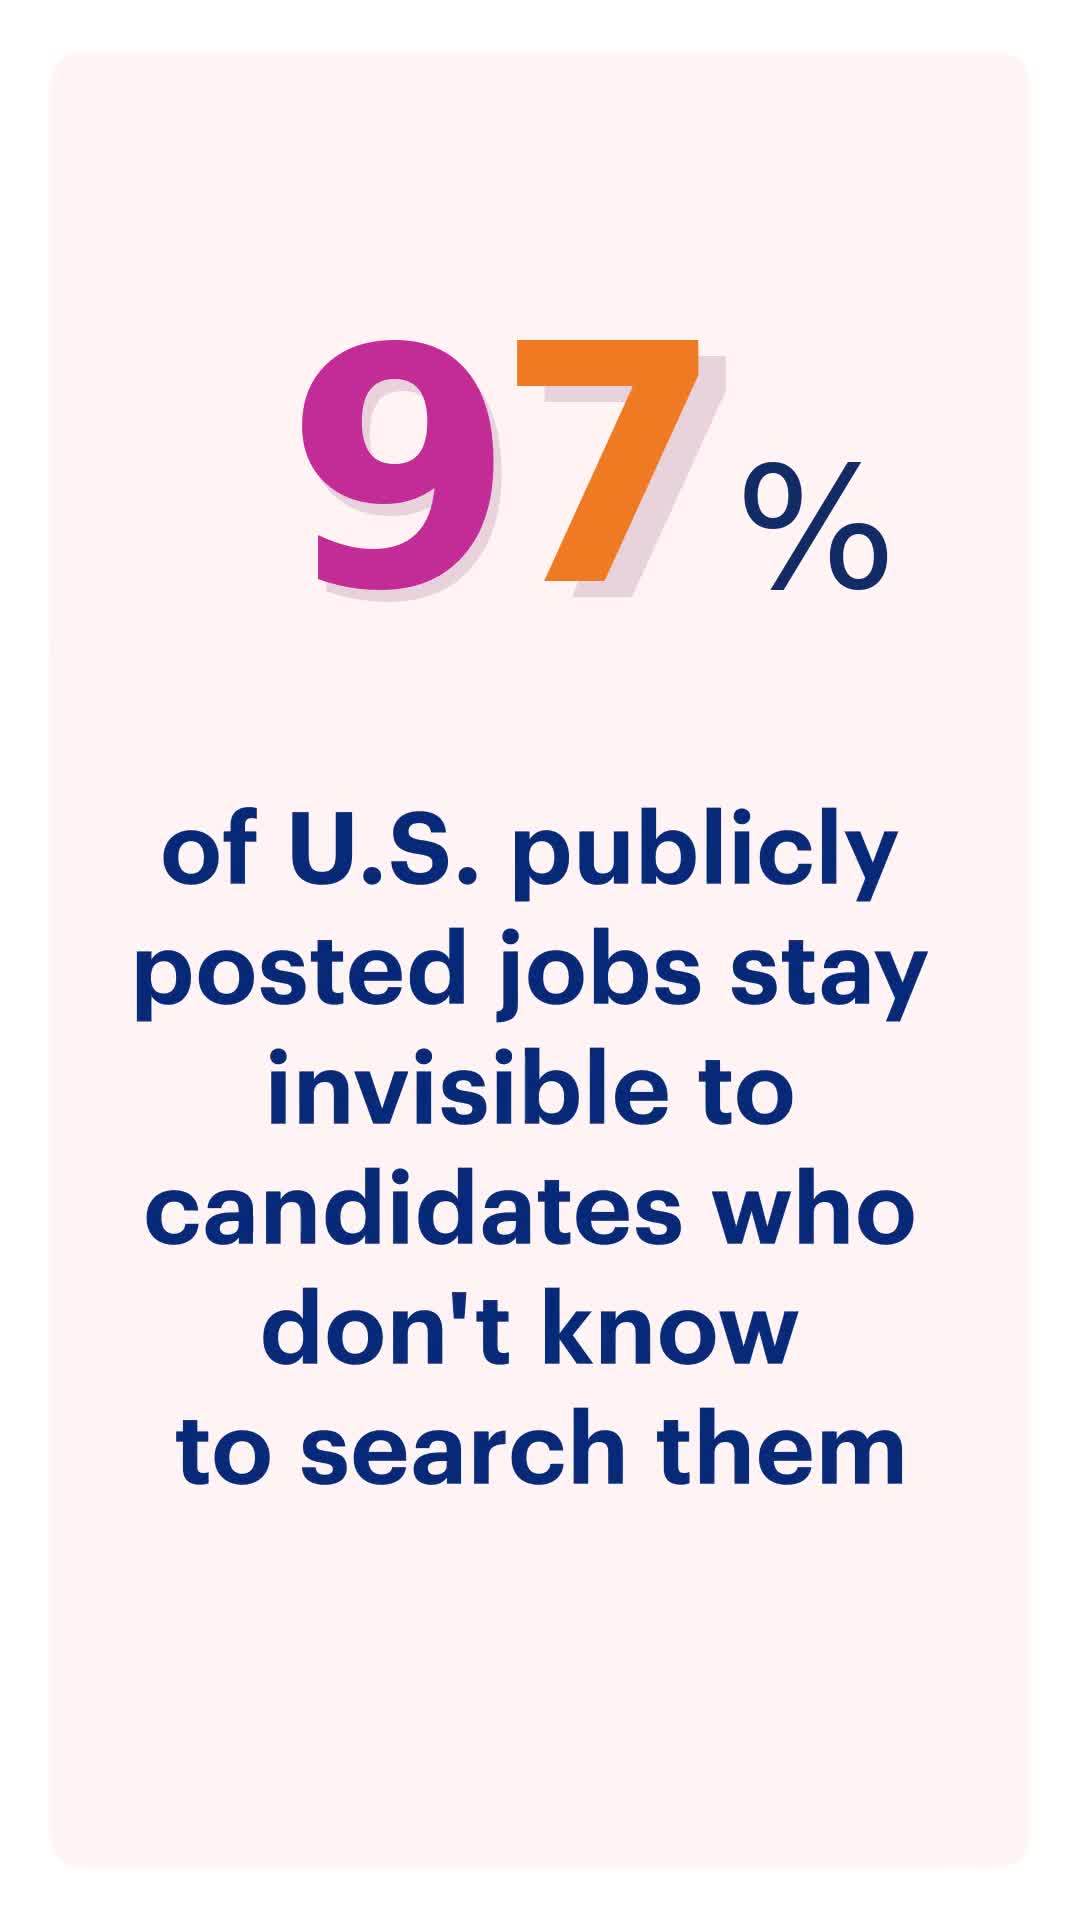 97%
of U.S. publicly
posted jobs stay
invisible to
candidates who
don't know
to search them